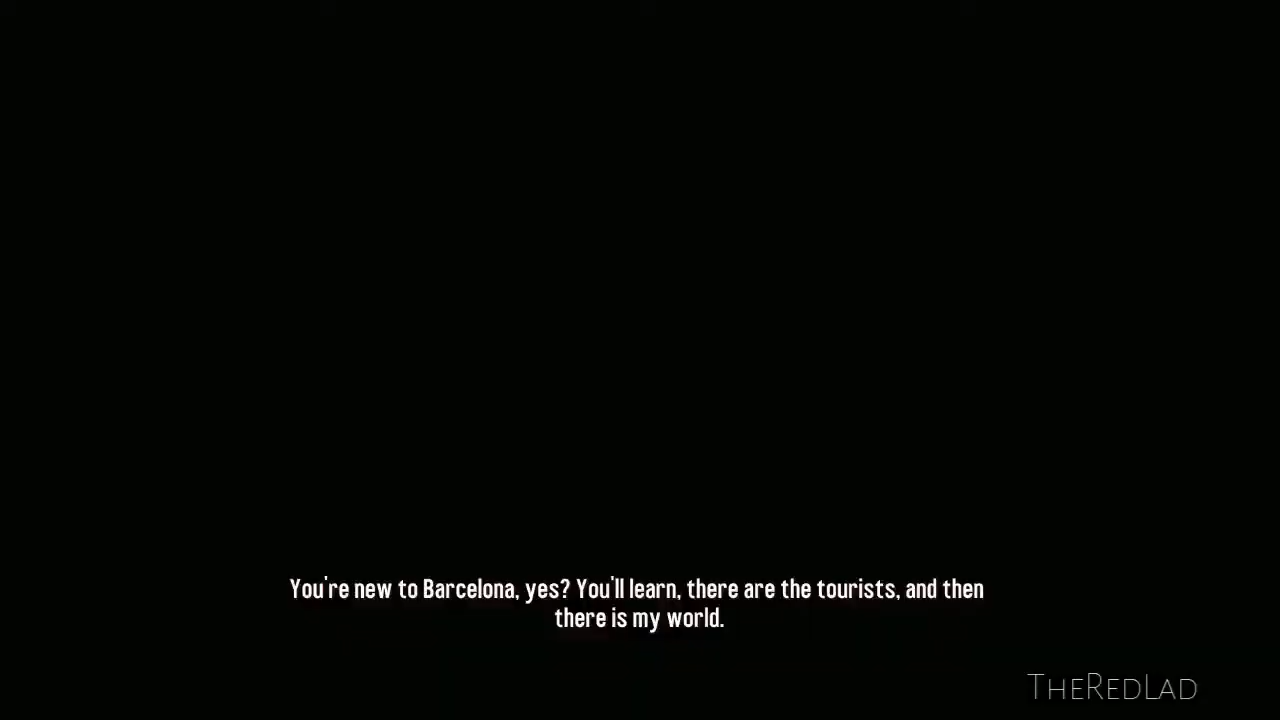 You're new to Barcelona, yes? You'll learn, there are the tourists, and then
there is my world.
TheRedLad